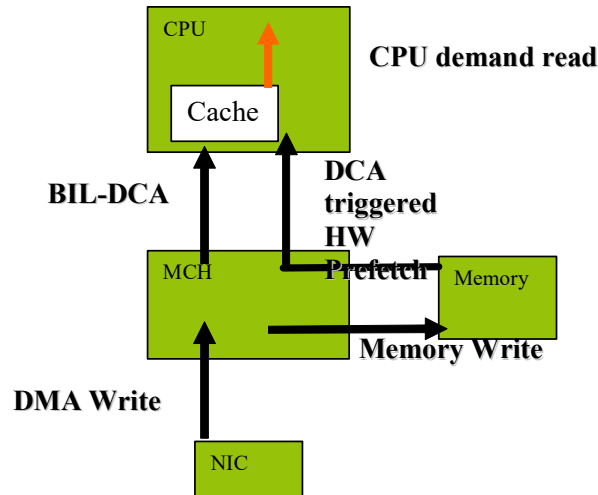 CPU
CPU demand read
Cache
BIL-DCA
DCA
triggered
HW
Prefetch
MCH
Memory
Memory Write
DMA Write
NIC